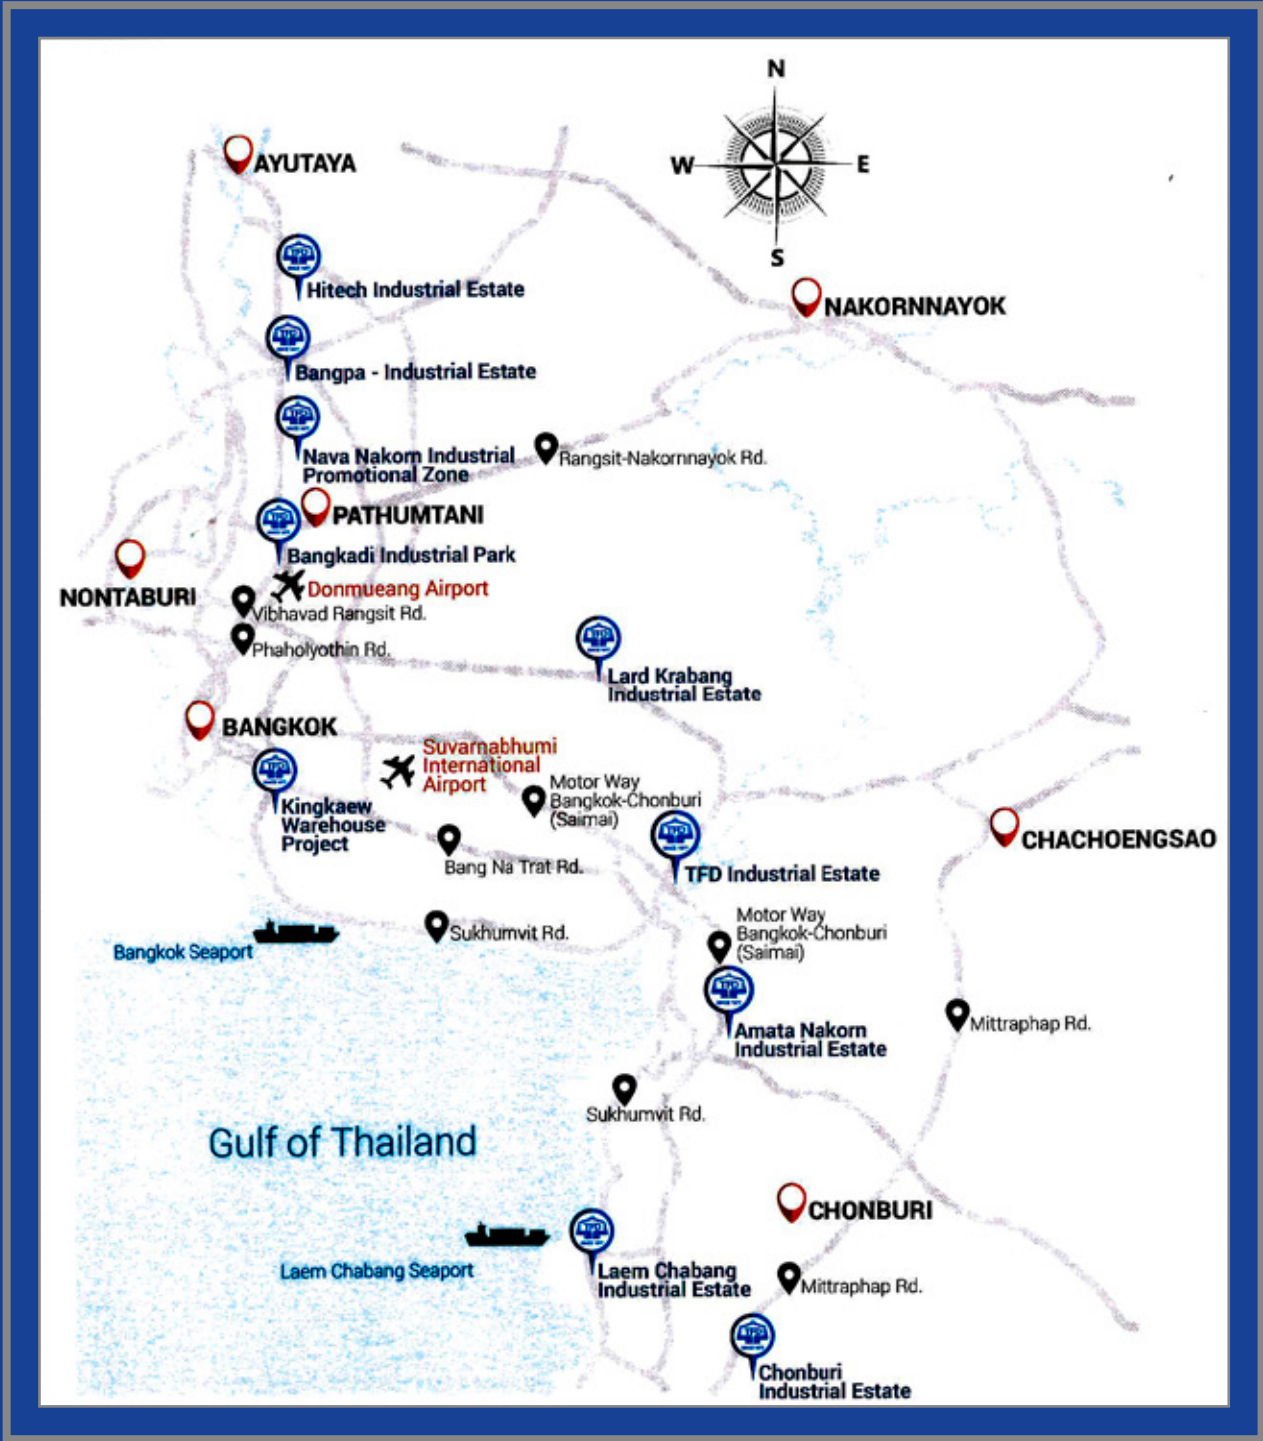 N
W
E
S
AYUTAYA
Hitech Industrial Estate
NAKORNNAYOK
Bangpa - Industrial Estate
Nava Nakorn Industrial
Promotional Zone
Rangsit-Nakornnayok Rd.
PATHUMTANI
Bangkadi Industrial Park
NONTABURI
Donmueang Airport
Vibhavad Rangsit Rd.
Phaholyothin Rd.
Lard Krabang
Industrial Estate
BANGKOK
Suvarnabhumi
International
Airport
Motor Way
Bangkok-Chonburi
(Saimai)
Kingkaew
Warehouse
Project
Bang Na Trat Rd.
CHACHOENGSAO
TFD Industrial Estate
Motor Way
Bangkok-Chonburi
(Saimai)
Sukhumvit Rd.
Bangkok Seaport
Amata Nakorn
Industrial Estate
Mittraphap Rd.
Sukhumvit Rd.
Gulf of Thailand
CHONBURI
Laem Chabang Seaport
Laem Chabang
Industrial Estate
Mittraphap Rd.
Chonburi
Industrial Estate